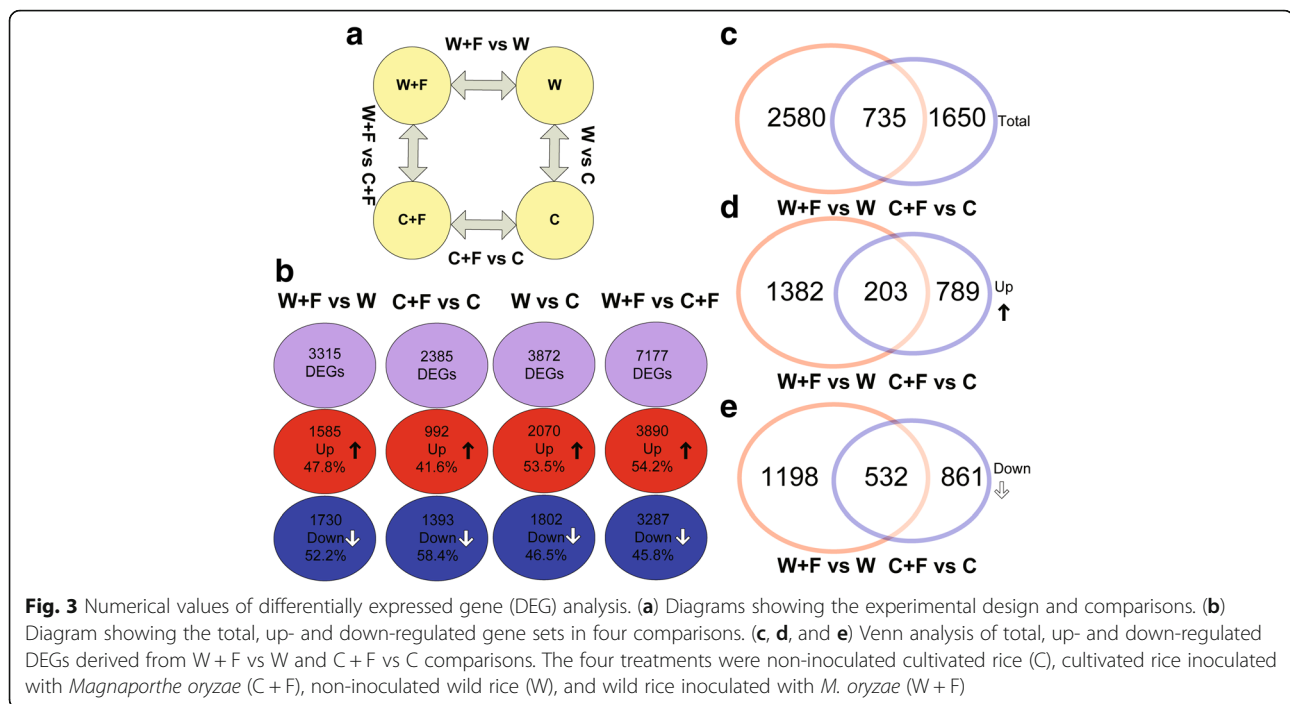 a
W+F vs W
W+F
W
W+F vs C+F
W vs C
C+F
C
C+F vs C
b
W+F vs W C+F vs C W vs C W+F vs C+F
3315 DEGs
2385 DEGs
3872 DEGs
7177 DEGs
1585 Up ↑ 47.8%
992 Up ↑ 41.6%
2070 Up ↑ 53.5%
3890 Up ↑ 54.2%
1730 Down ↓ 52.2%
1393 Down ↓ 58.4%
1802 Down ↓ 46.5%
3287 Down ↓ 45.8%
c
2580 735 1650 Total
W+F vs W C+F vs C
d
1382 203 789 Up ↑
W+F vs W C+F vs C
e
1198 532 861 Down ⇩
W+F vs W C+F vs C
Fig. 3 Numerical values of differentially expressed gene (DEG) analysis. (a) Diagrams showing the experimental design and comparisons. (b)
Diagram showing the total, up- and down-regulated gene sets in four comparisons. (c, d, and e) Venn analysis of total, up- and down-regulated
DEGs derived from W + F vs W and C + F vs C comparisons. The four treatments were non-inoculated cultivated rice (C), cultivated rice inoculated
with Magnaporthe oryzae (C + F), non-inoculated wild rice (W), and wild rice inoculated with M. oryzae (W + F)